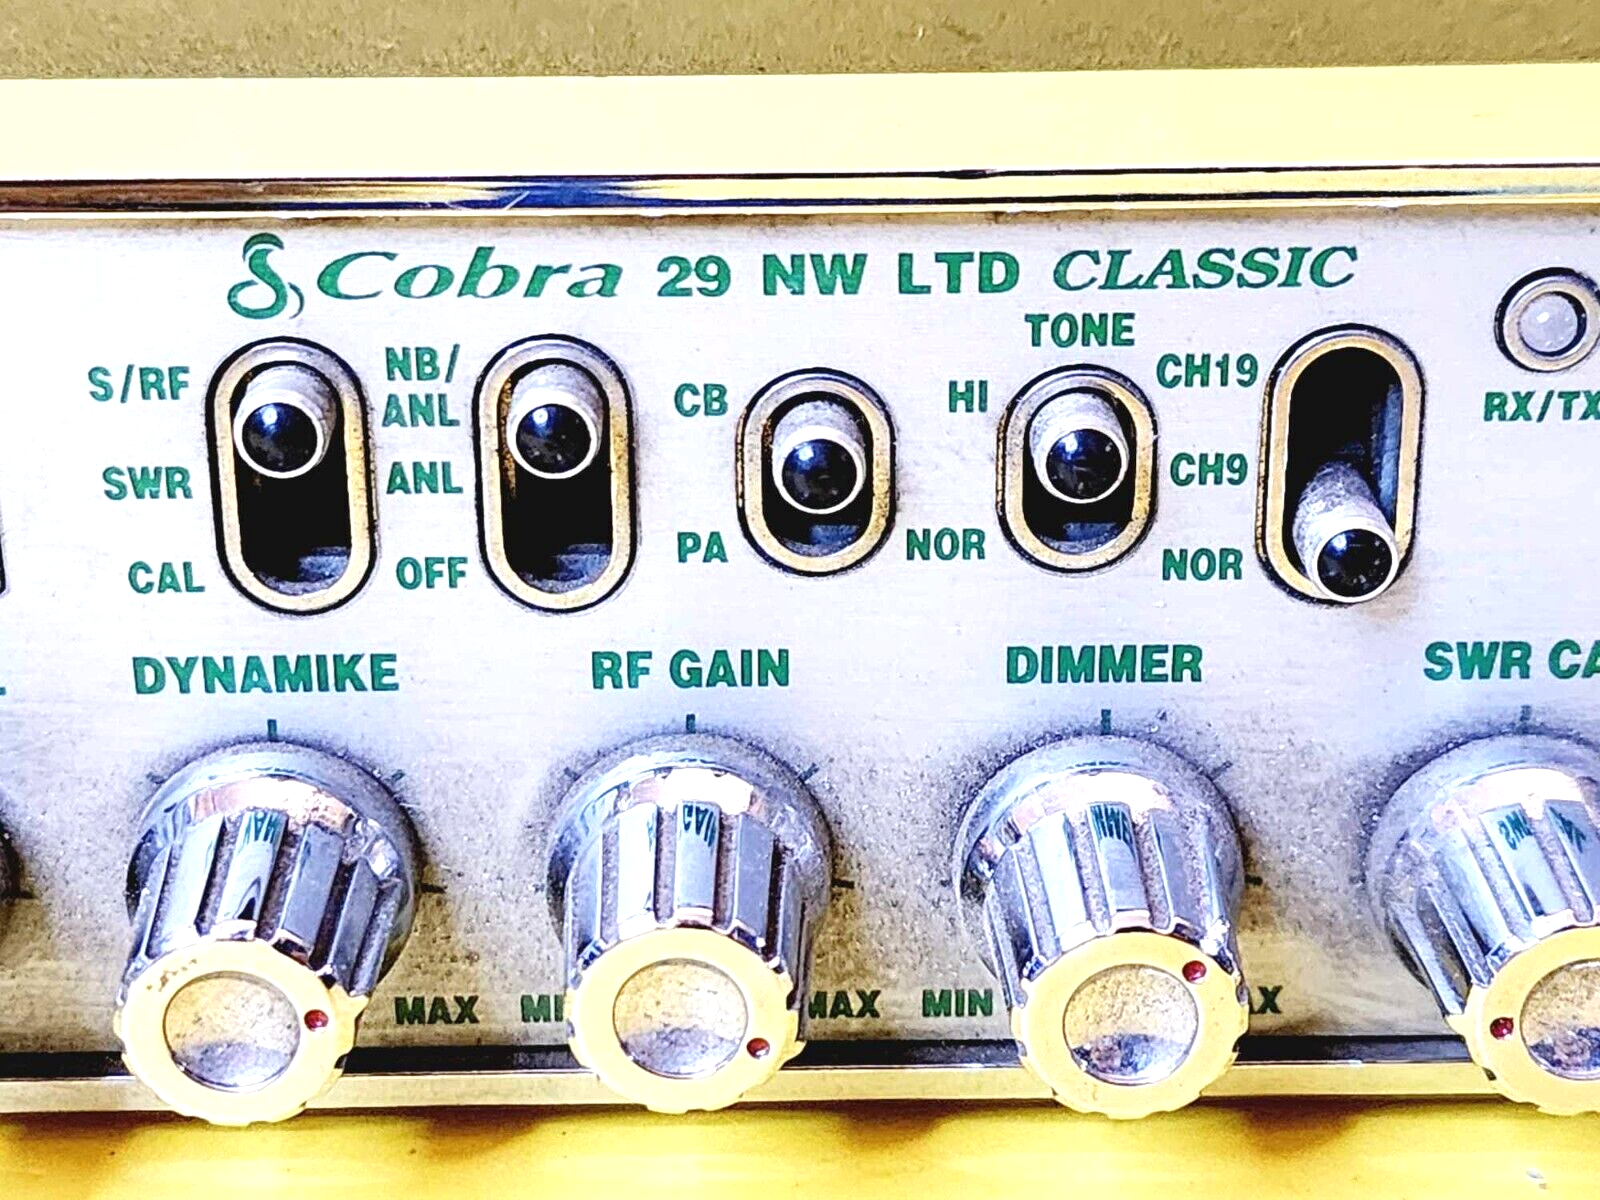 Cobra 29 NW LTD CLASSIC
TONE
S/RF
NB/
ANL
CB
HI
CH19
RX/TX
SWR
ANL
CH9
CAL
OFF
PA
NOR
NOR
DYNAMIKE
RF GAIN
DIMMER
SWR
MAX
MAX
MIN